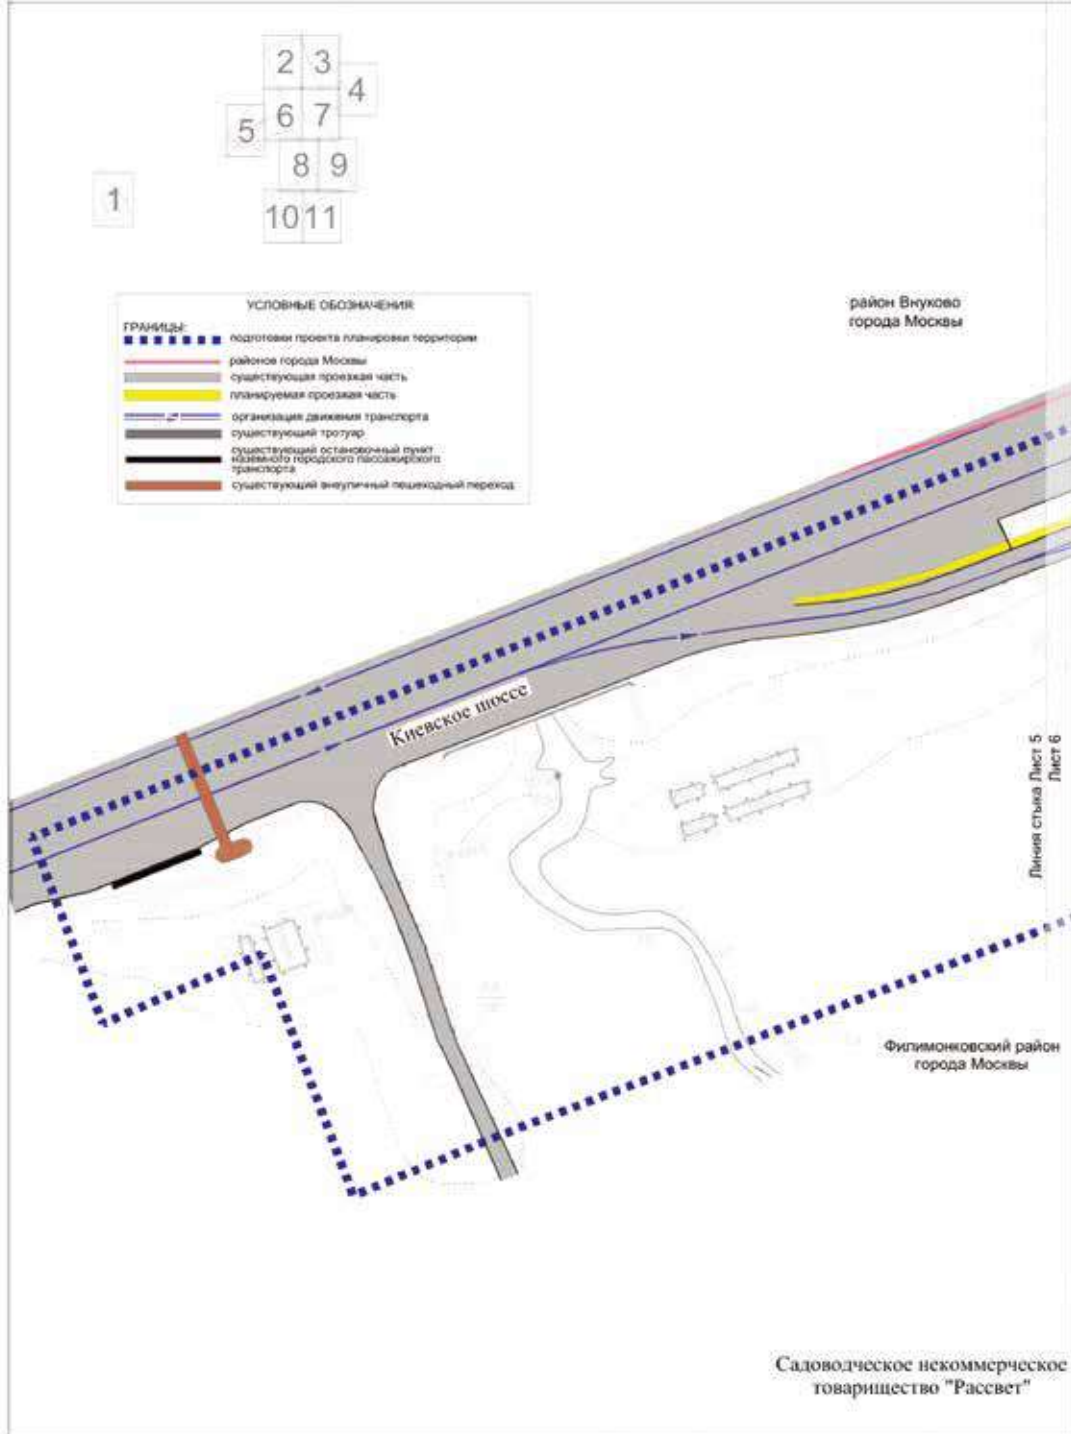 2 3
4
6 7
5
8 9
1
10 11
УСЛОВНЫЕ ОБОЗНАЧЕНИЯ
ГРАНИЦЫ:
подготовки проекта планировки территории
районов города Москвы
существующая проезжая часть
планируемая проезжая часть
организация движения транспорта
существующий тротуар
существующий остановочный пункт
наземного городского пассажирского
транспорта
существующий внеуличный пешеходный переход
район Внуково
города Москвы
Киевское шоссе
Линия стыка Лист 5
Лист 6
Филимонковский район
города Москвы
Садоводческое некоммерческое
товарищество "Рассвет"